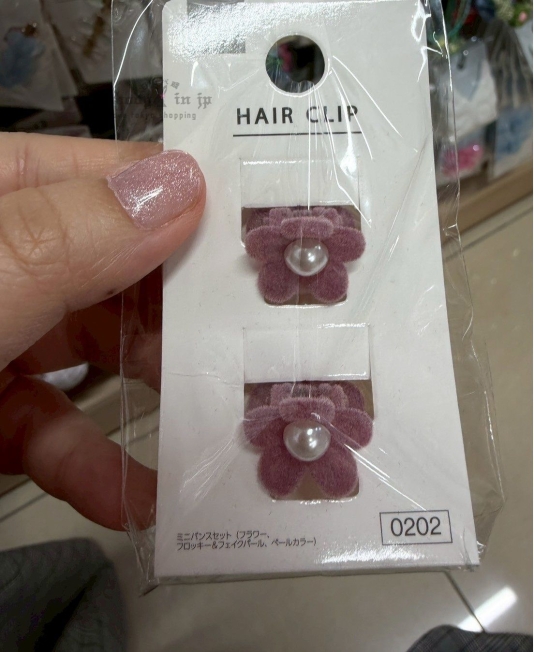 in jp
shopping
HAIR CLIP
0202
ミニバンスセット（フラワー、
フロッキー&フェイクパール、ペールカラー）